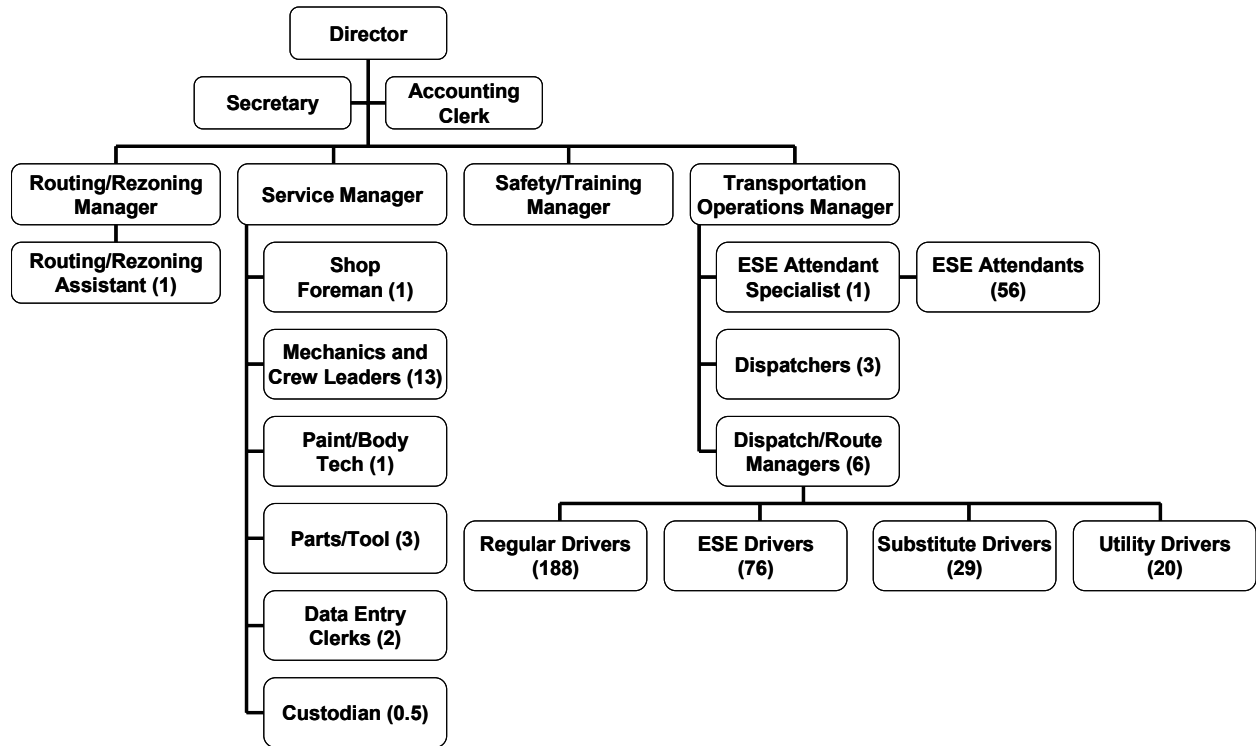 Director
Secretary
Accounting
Clerk
Routing/Rezoning
Manager
Service Manager
Safety/Training
Manager
Transportation
Operations Manager
Routing/Rezoning
Assistant (1)
Shop
Foreman (1)
ESE Attendant
Specialist (1)
ESE Attendants
(56)
Mechanics and
Crew Leaders (13)
Dispatchers (3)
Paint/Body
Tech (1)
Dispatch/Route
Managers (6)
Parts/Tool (3)
Regular Drivers
(188)
ESE Drivers
(76)
Substitute Drivers
(29)
Utility Drivers
(20)
Data Entry
Clerks (2)
Custodian (0.5)